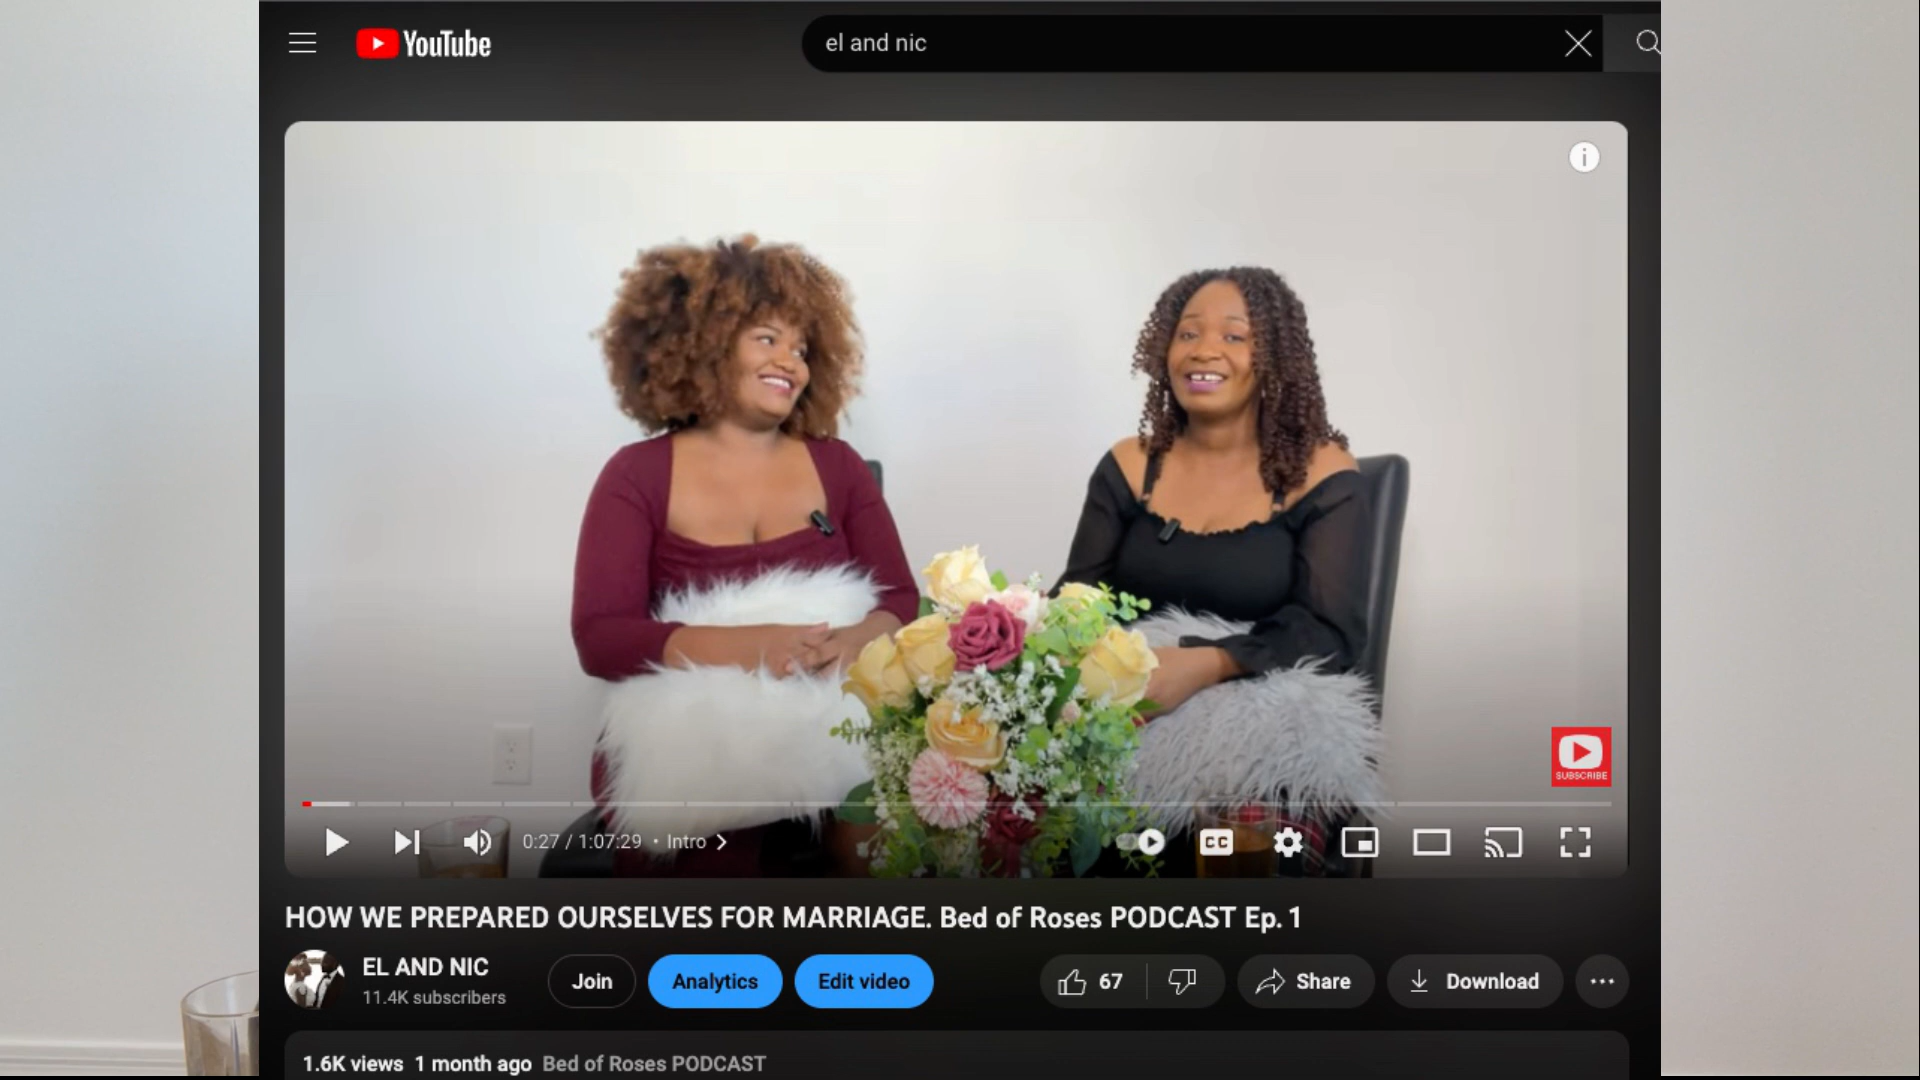 YouTube
el and nic
SUBSCRIBE
0:27 / 1:07:29 • Intro
CC
HOW WE PREPARED OURSELVES FOR MARRIAGE. Bed of Roses PODCAST Ep. 1
EL AND NIC
11.4K subscribers
Join
Analytics
Edit video
67
Share
Download
1.6K views 1 month ago Bed of Roses PODCAST